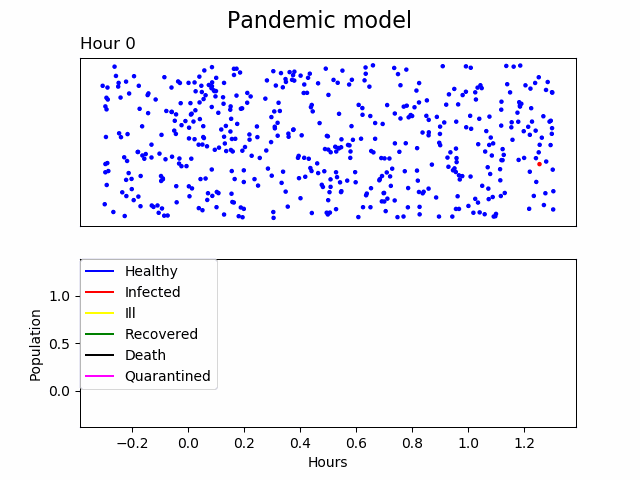 Pandemic model
Hour 0
Healthy
Infected
Ill
Recovered
Death
Quarantined
1.0
0.5
0.0
Population
−0.2 0.0 0.2 0.4 0.6 0.8 1.0 1.2
Hours